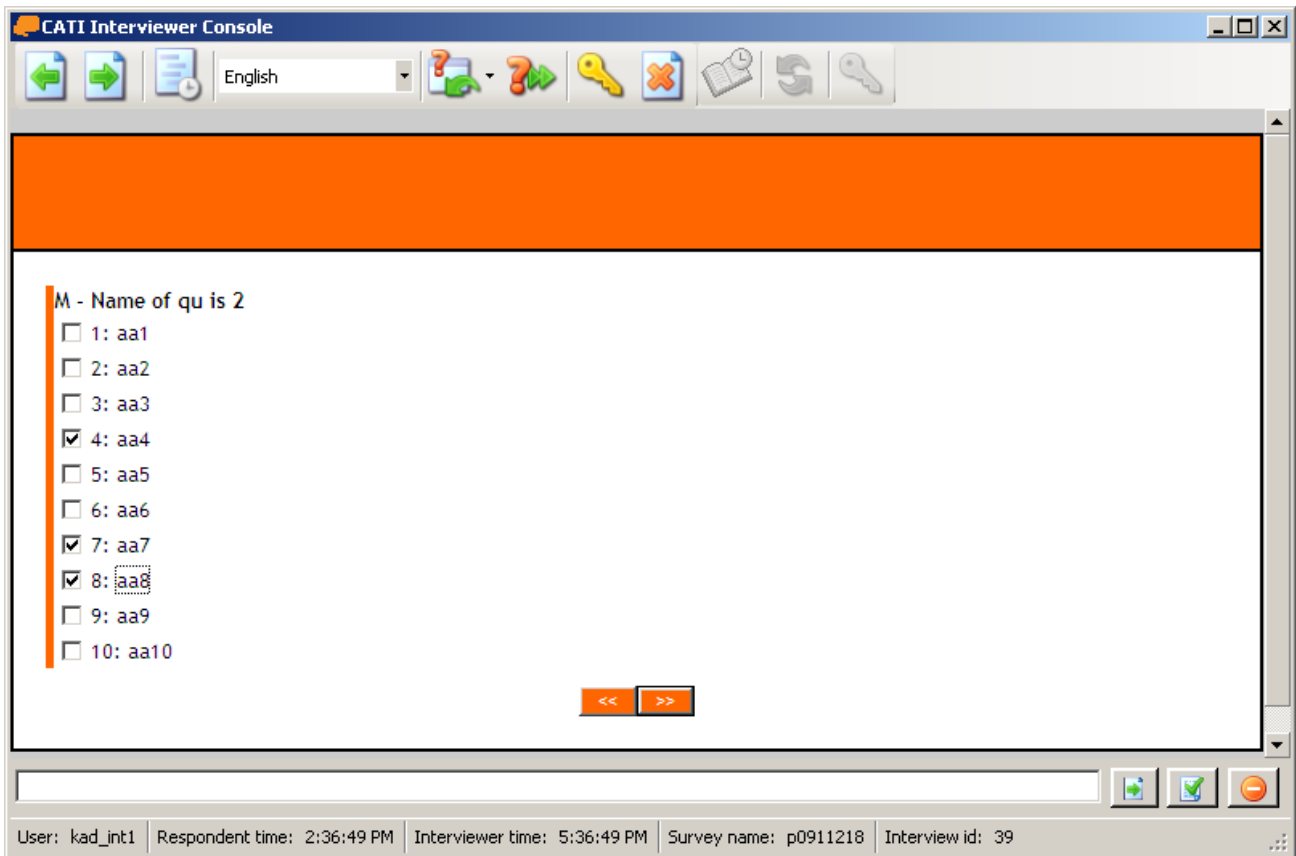 CATI Interviewer Console
English
M - Name of qu is 2
1: aa1
2: aa2
3: aa3
4: aa4
5: aa5
6: aa6
7: aa7
8: aa8
9: aa9
10: aa10
<< >>
User: kad_int1 Respondent time: 2:36:49 PM Interviewer time: 5:36:49 PM Survey name: p0911218 Interview id: 39